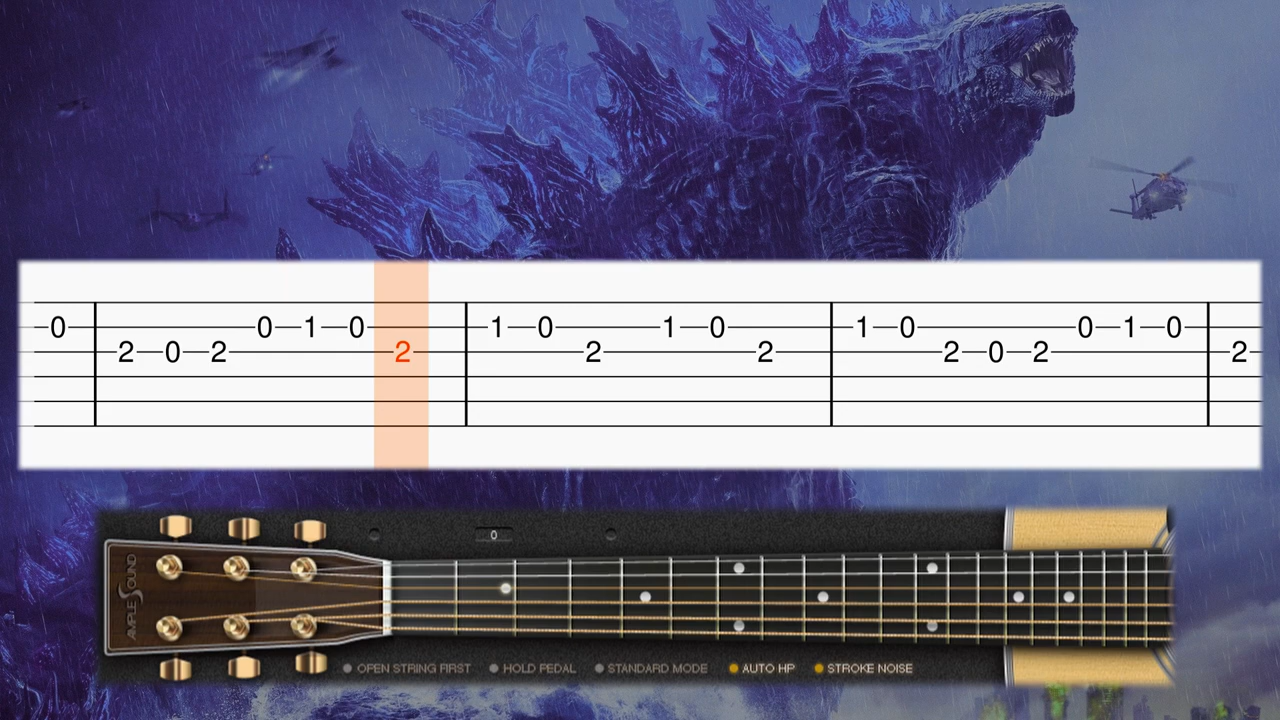 0 0 1 0 1 0 1 0 1 0 0 1 0
2 0 2 2 2 2 2 0 2 2
0
AMPLE SOUND
OPEN STRING FIRST HOLD PEDAL STANDARD MODE AUTO HP STROKE NOISE